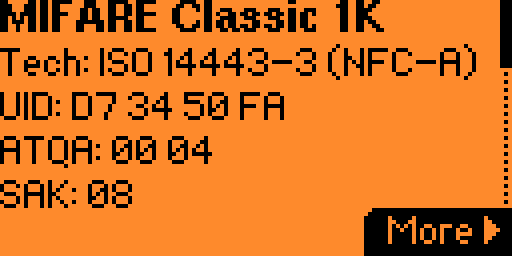 MIFARE Classic 1K
Tech: ISO 14443-3 (NFC-A)
UID: D7 34 50 FA
ATQA: 00 04
SAK: 08
More